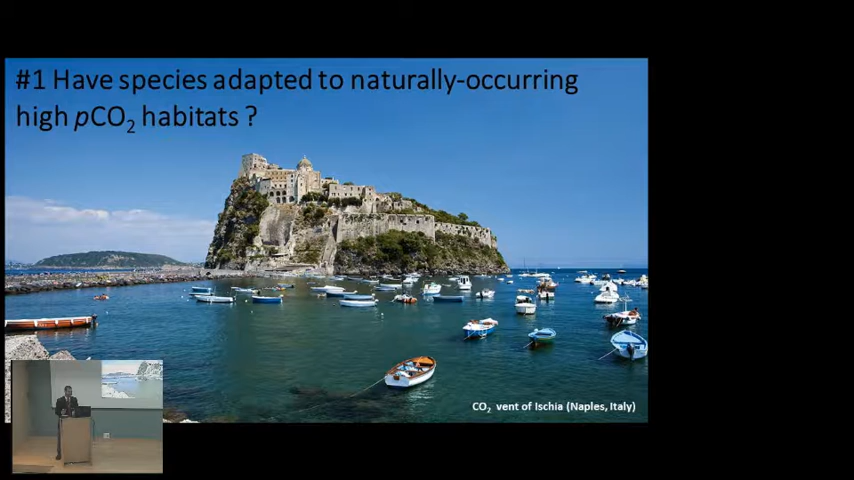 #1 Have species adapted to naturally-occurring
high pCO₂ habitats ?
CO₂ vent of Ischia (Naples, Italy)